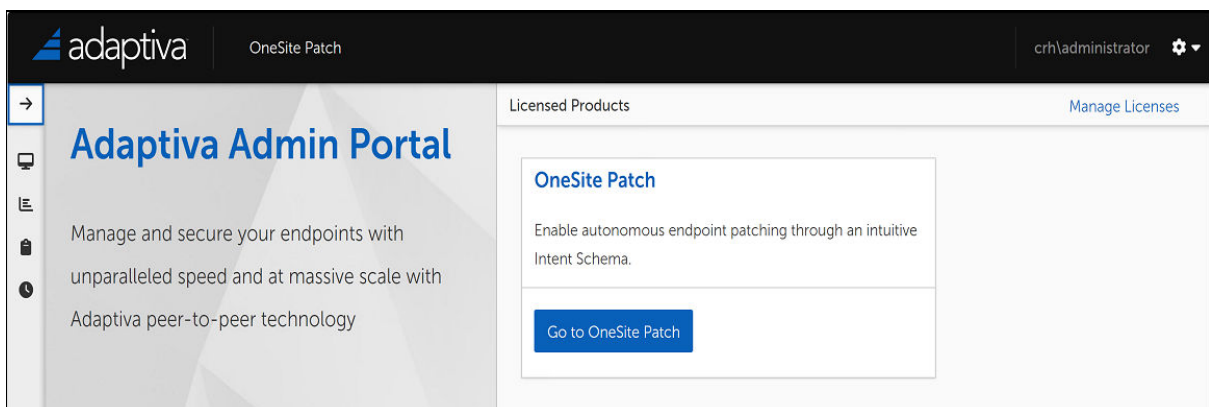 adaptiva
OneSite Patch
crh\administrator
Licensed Products
Manage Licenses
Adaptiva Admin Portal
Manage and secure your endpoints with
unparalleled speed and at massive scale with
Adaptiva peer-to-peer technology
OneSite Patch
Enable autonomous endpoint patching through an intuitive
Intent Schema.
Go to OneSite Patch